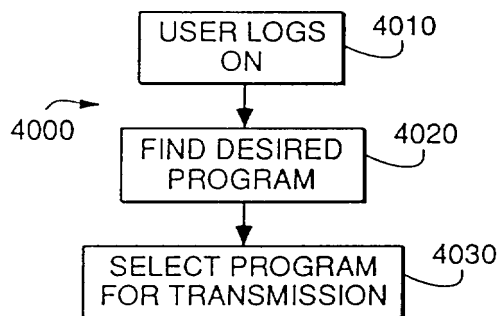 USER LOGS
ON
4010
4000
FIND DESIRED
PROGRAM
4020
SELECT PROGRAM
FOR TRANSMISSION
4030